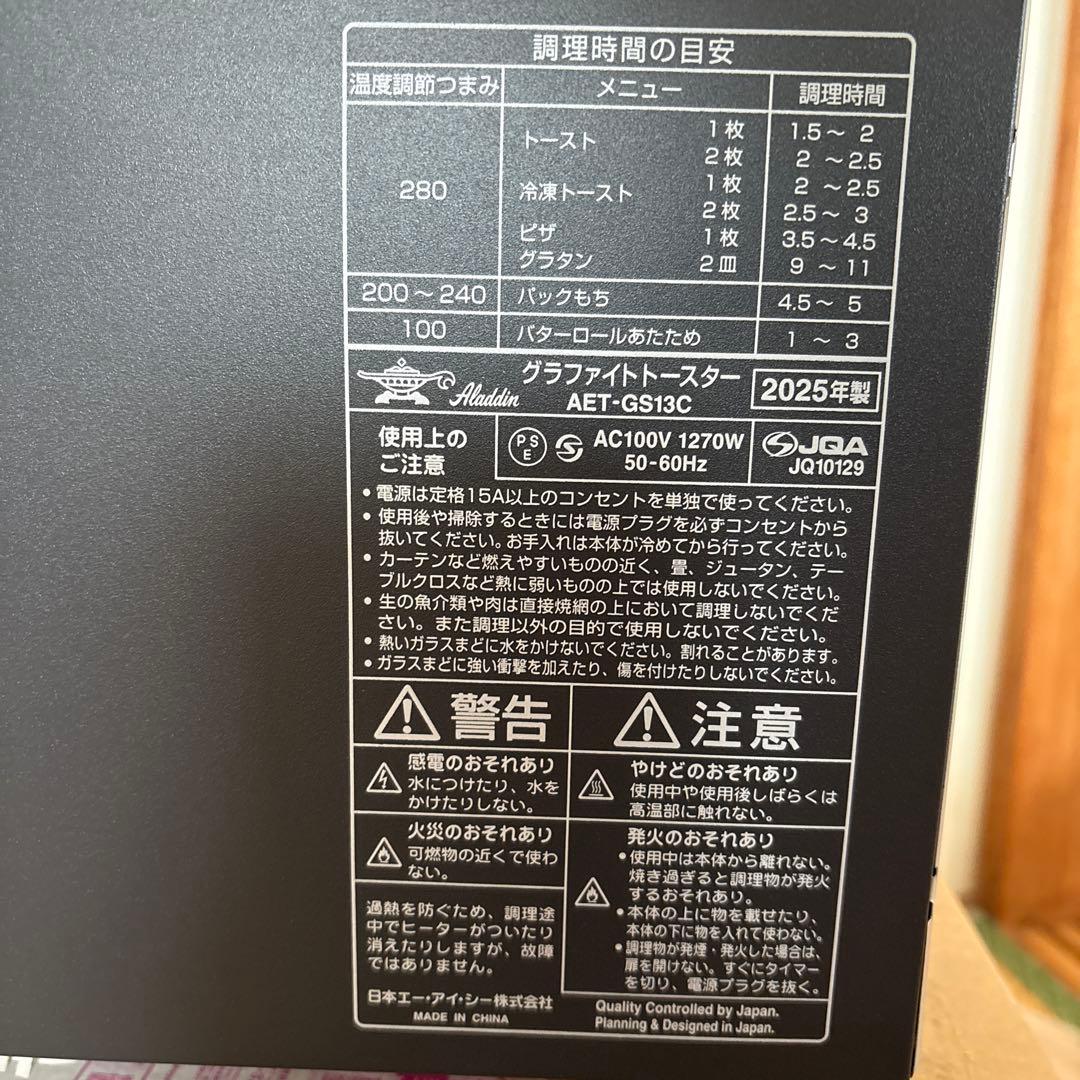 調理時間の目安
温度調節つまみ メニュー 調理時間
280 トースト 1枚 1.5～2
2枚 2～2.5
冷凍トースト 1枚 2～2.5
2枚 2.5～3
ピザ 1枚 3.5～4.5
グラタン 2皿 9～11
200～240 パックもち 4.5～5
100 バターロールあたため 1～3
Aladdin グラファイトトースター
AET-GS13C
2025年製
使用上の
ご注意
PSE S AC100V 1270W
50-60Hz
S JQA
JQ10129
•電源は定格15A以上のコンセントを単独で使ってください。
•使用後や掃除するときには電源プラグを必ずコンセントから
抜いてください。お手入れは本体が冷めてから行ってください。
•カーテンなど燃えやすいものの近く、畳、ジュータン、テー
ブルクロスなど熱に弱いものの上では使用しないでください。
•生の魚介類や肉は直接焼網の上において調理しないでくだ
さい。また調理以外の目的で使用しないでください。
•熱いガラスまどに水をかけないでください。割れることがあります。
•ガラスまどに強い衝撃を加えたり、傷を付けたりしないでください。
警告
感電のおそれあり
水につけたり、水を
かけたりしない。
火災のおそれあり
可燃物の近くで使わ
ない。
過熱を防ぐため、調理途
中でヒーターがついたり
消えたりしますが、故障
ではありません。
日本エー・アイ・シー株式会社
MADE IN CHINA
注意
やけどのおそれあり
使用中や使用後しばらくは
高温部に触れない。
発火のおそれあり
•使用中は本体から離れない。
焼き過ぎると調理物が発火
するおそれあり。
•本体の上に物を載せたり、
本体の下に物を入れて使わない。
•調理物が発煙・発火した場合は、
扉を開けない。すぐにタイマー
を切り、電源プラグを抜く。
Quality Controlled by Japan.
Planning & Designed in Japan.